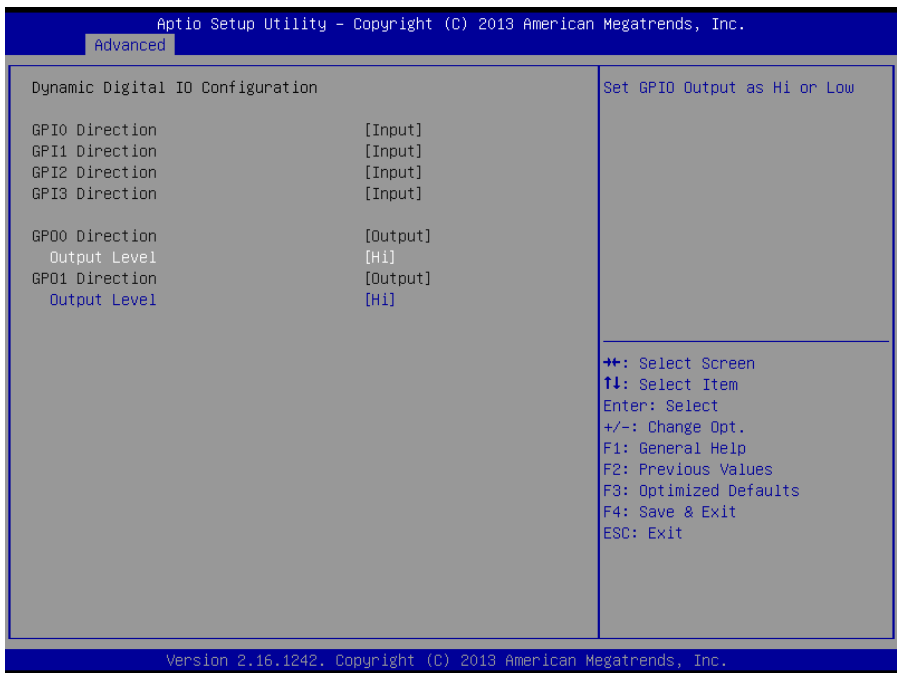 Aptio Setup Utility – Copyright (C) 2013 American Megatrends, Inc.
Advanced
Dynamic Digital IO Configuration
GPI0 Direction [Input]
GPI1 Direction [Input]
GPI2 Direction [Input]
GPI3 Direction [Input]
GPO0 Direction [Output]
Output Level [Hi]
GPO1 Direction [Output]
Output Level [Hi]
Set GPIO Output as Hi or Low
→←: Select Screen
↑↓: Select Item
Enter: Select
+/-: Change Opt.
F1: General Help
F2: Previous Values
F3: Optimized Defaults
F4: Save & Exit
ESC: Exit
Version 2.16.1242. Copyright (C) 2013 American Megatrends, Inc.